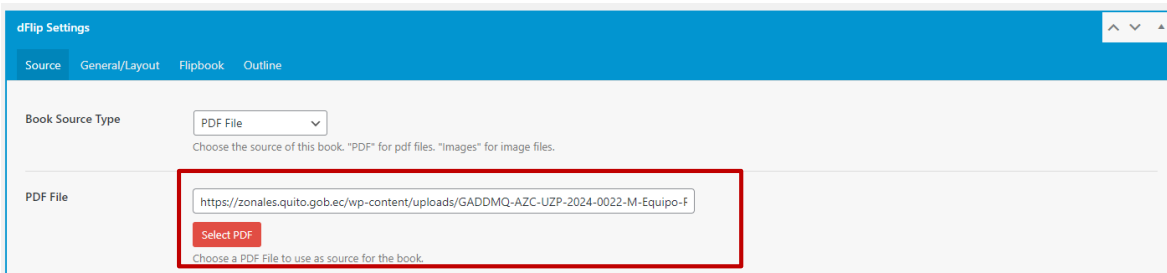 dFlip Settings
Source General/Layout Flipbook Outline
Book Source Type
PDF File
Choose the source of this book. "PDF" for pdf files. "Images" for image files.
PDF File
https://zonales.quito.gob.ec/wp-content/uploads/GADDMQ-AZC-UZP-2024-0022-M-Equipo-F
Select PDF
Choose a PDF File to use as source for the book.